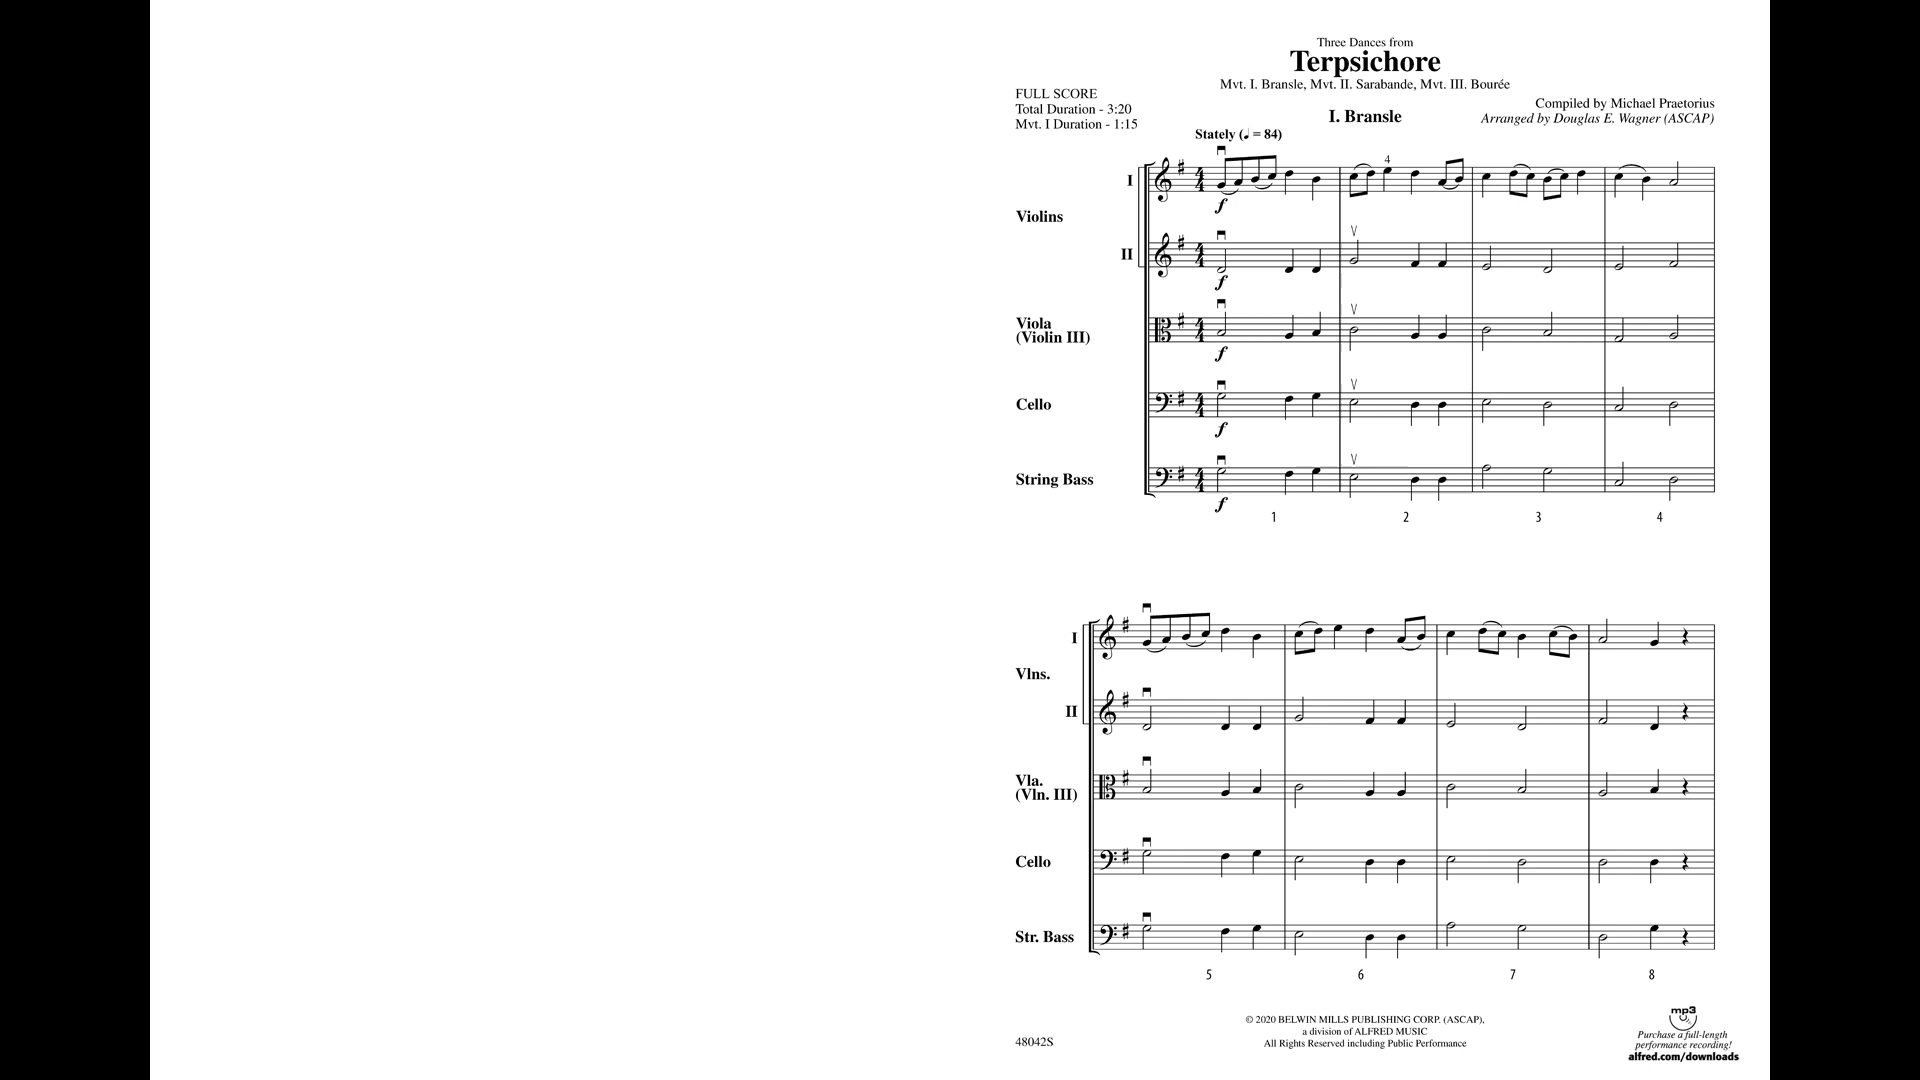 Three Dances from
Terpsichore
Mvt. I. Bransle, Mvt. II. Sarabande, Mvt. III. Bourée
FULL SCORE
Total Duration - 3:20
Mvt. I Duration - 1:15
Compiled by Michael Praetorius
Arranged by Douglas E. Wagner (ASCAP)
I. Bransle
Stately (♩ = 84)
4
I
Violins
II
Viola
(Violin III)
Cello
String Bass
f
f
f
f
f
1 2 3 4
I
Vlns.
II
Vla.
(Vln. III)
Cello
Str. Bass
5 6 7 8
© 2020 BELWIN MILLS PUBLISHING CORP. (ASCAP),
a division of ALFRED MUSIC
All Rights Reserved including Public Performance
48042S
mp3
Purchase a full-length
performance recording!
alfred.com/downloads